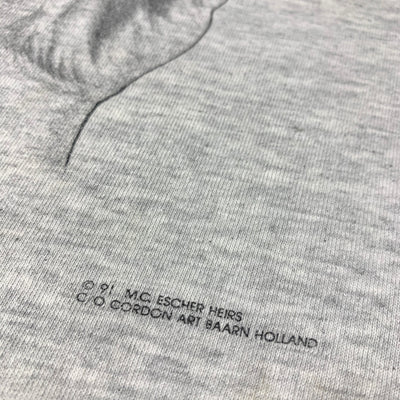 © 91 M.C. ESCHER HEIRS
C/O CORDON ART BAARN HOLLAND